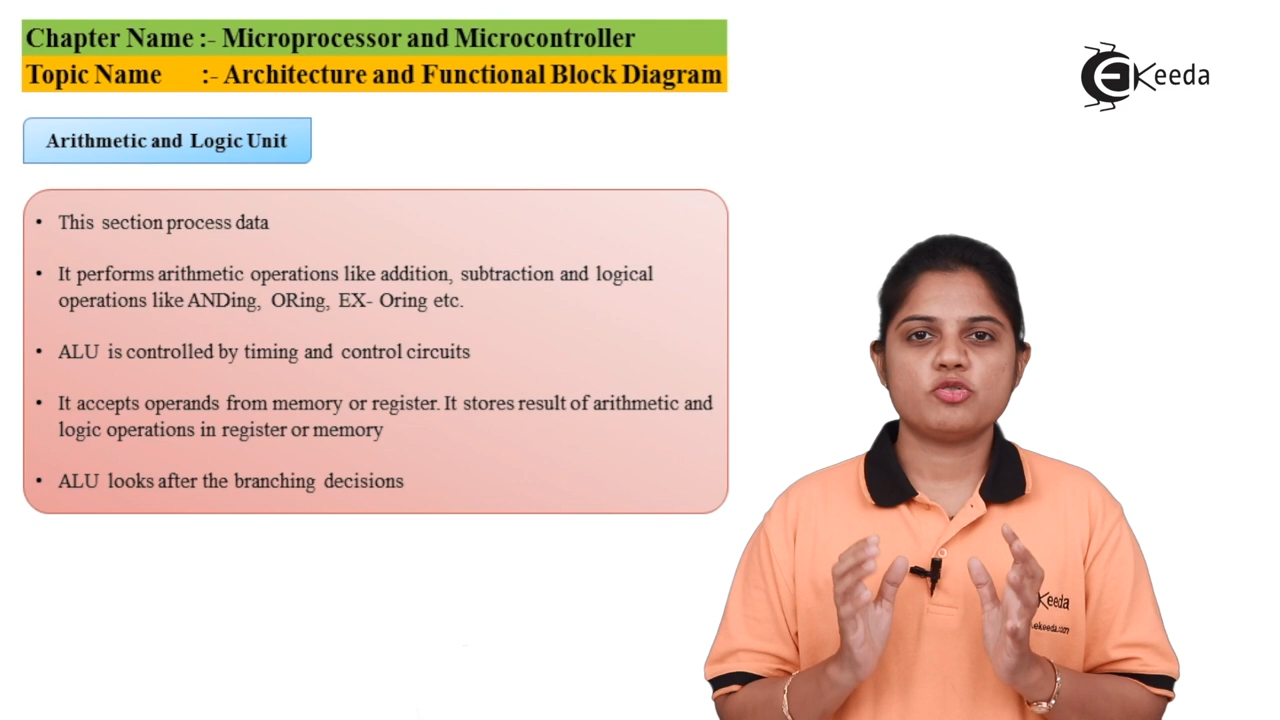 Chapter Name :- Microprocessor and Microcontroller
Topic Name :- Architecture and Functional Block Diagram
Keeda
Arithmetic and Logic Unit
• This section process data
• It performs arithmetic operations like addition, subtraction and logical
operations like ANDing, ORing, EX- Oring etc.
• ALU is controlled by timing and control circuits
• It accepts operands from memory or register. It stores result of arithmetic and
logic operations in register or memory
• ALU looks after the branching decisions
Keeda
.ekeeda.com